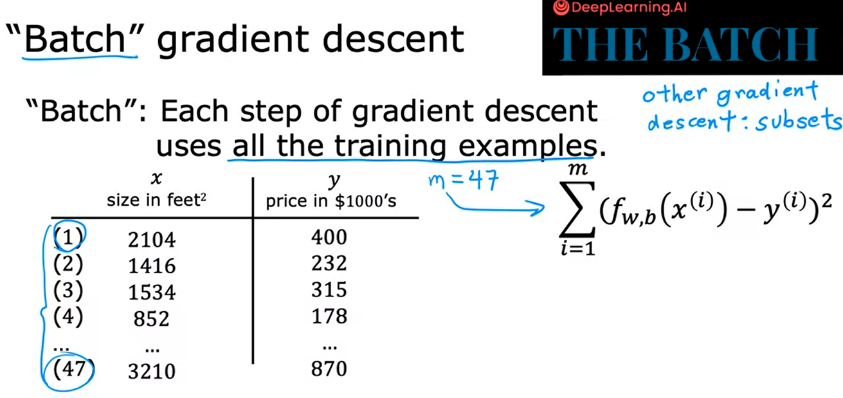 DeepLearning.AI
THE BATCH
“Batch” gradient descent
“Batch”: Each step of gradient descent
uses all the training examples.
other gradient
descent: subsets
x y
size in feet² price in $1000’s
m = 47
(1) 2104 400
(2) 1416 232
(3) 1534 315
(4) 852 178
... ... ...
(47) 3210 870
m
∑ (f_{w,b}(x^{(i)}) − y^{(i)})²
i=1